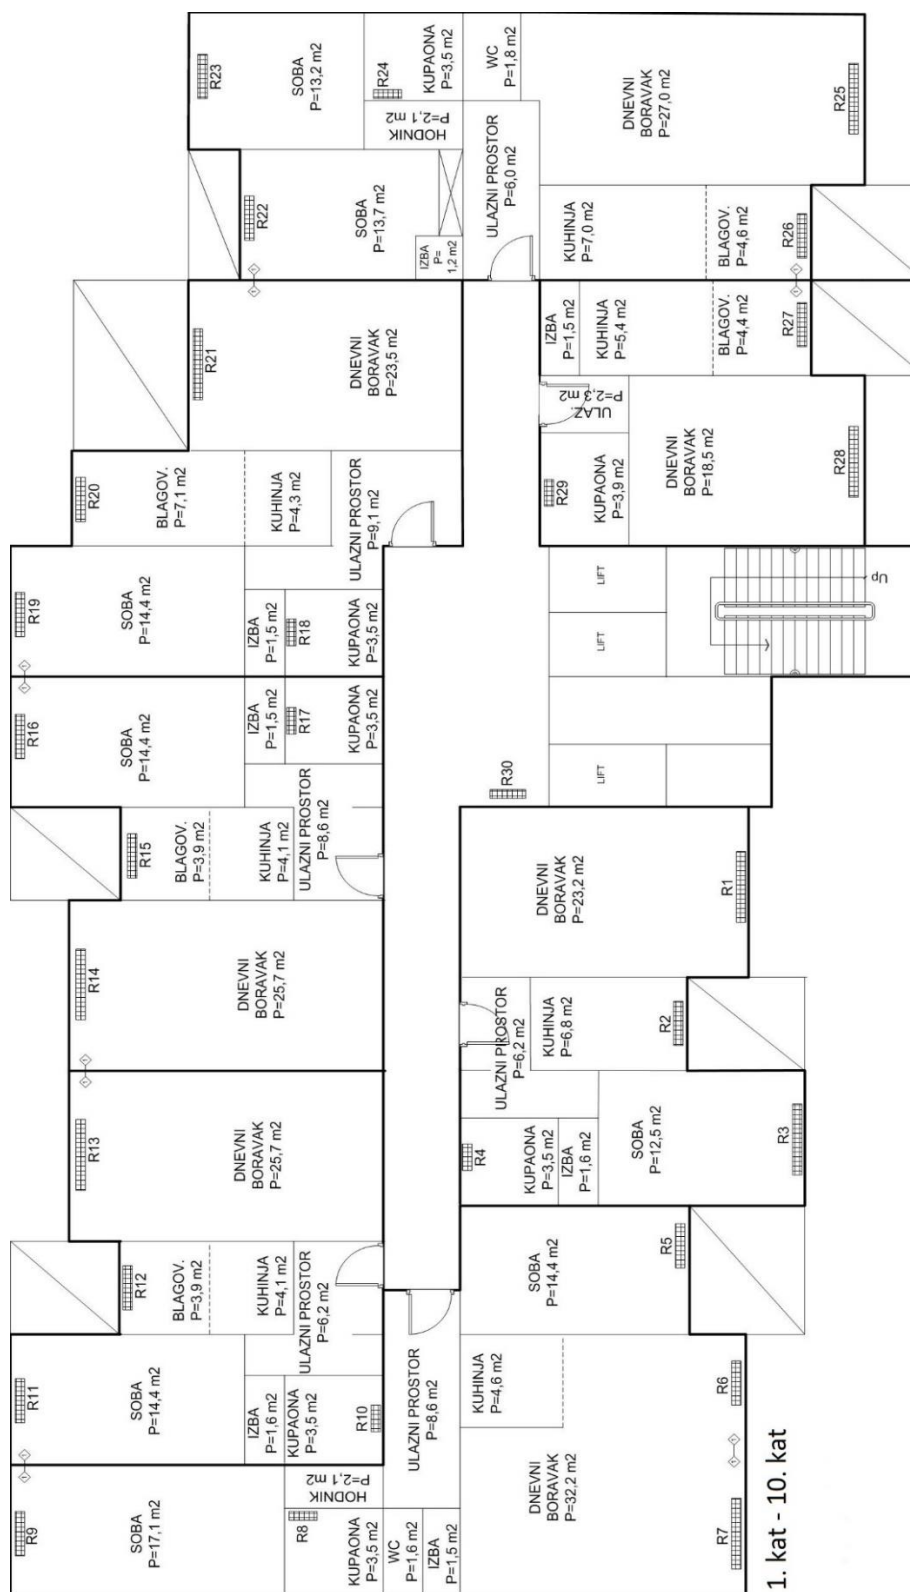 R23
SOBA
P=13,2 m2
R24
KUPAONA
P=3,5 m2
WC
P=1,8 m2
HODNIK
P=2,1 m2
DNEVNI
BORAVAK
P=27,0 m2
R25
R22
SOBA
P=13,7 m2
IZBA
P=
1,2 m2
ULAZNI PROSTOR
P=6,0 m2
KUHINJA
P=7,0 m2
BLAGOV.
P=4,6 m2
R26
R21
DNEVNI
BORAVAK
P=23,5 m2
IZBA
P=1,5 m2
KUHINJA
P=5,4 m2
BLAGOV.
P=4,4 m2
R27
ULAZ.
P=2,3 m2
R20
BLAGOV.
P=7,1 m2
KUHINJA
P=4,3 m2
ULAZNI PROSTOR
P=9,1 m2
R29
KUPAONA
P=3,9 m2
DNEVNI
BORAVAK
P=18,5 m2
R28
R19
SOBA
P=14,4 m2
IZBA
P=1,5 m2
R18
KUPAONA
P=3,5 m2
LIFT
LIFT
Up
R16
SOBA
P=14,4 m2
IZBA
P=1,5 m2
R17
KUPAONA
P=3,5 m2
R30
LIFT
R15
BLAGOV.
P=3,9 m2
KUHINJA
P=4,1 m2
ULAZNI PROSTOR
P=8,6 m2
DNEVNI
BORAVAK
P=23,2 m2
R1
R14
DNEVNI
BORAVAK
P=25,7 m2
ULAZNI PROSTOR
P=6,2 m2
KUHINJA
P=6,8 m2
R2
R13
DNEVNI
BORAVAK
P=25,7 m2
R4
KUPAONA
P=3,5 m2
IZBA
P=1,6 m2
SOBA
P=12,5 m2
R3
R12
BLAGOV.
P=3,9 m2
KUHINJA
P=4,1 m2
ULAZNI PROSTOR
P=6,2 m2
SOBA
P=14,4 m2
R5
R11
SOBA
P=14,4 m2
IZBA
P=1,6 m2
KUPAONA
P=3,5 m2
R10
ULAZNI PROSTOR
P=8,6 m2
KUHINJA
P=4,6 m2
R6
R9
SOBA
P=17,1 m2
HODNIK
P=2,1 m2
R8
KUPAONA
P=3,5 m2
WC
P=1,6 m2
IZBA
P=1,5 m2
DNEVNI
BORAVAK
P=32,2 m2
R7
1. kat - 10. kat